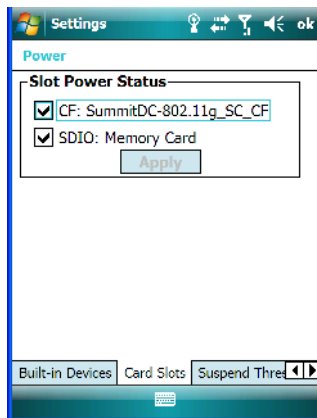 Settings ok
Power
Slot Power Status
CF: SummitDC-802.11g_SC_CF
SDIO: Memory Card
Apply
Built-in Devices Card Slots Suspend Thres